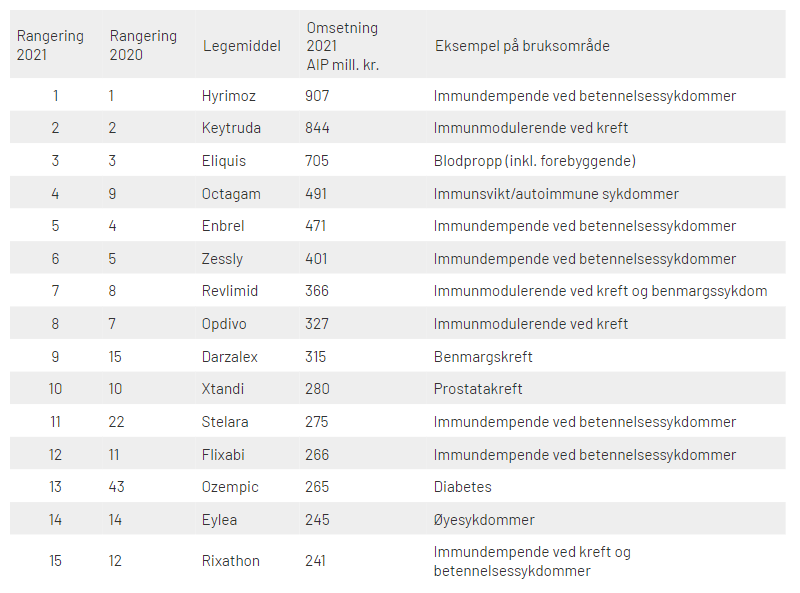 Rangering 2021 Rangering 2020 Legemiddel Omsetning 2021 AIP mill. kr. Eksempel på bruksområde
1 1 Hyrimoz 907 Immundempende ved betennelsessykdommer
2 2 Keytruda 844 Immunmodulerende ved kreft
3 3 Eliquis 705 Blodpropp (inkl. forebyggende)
4 9 Octagam 491 Immunsvikt/autoimmune sykdommer
5 4 Enbrel 471 Immundempende ved betennelsessykdommer
6 5 Zessly 401 Immundempende ved betennelsessykdommer
7 8 Revlimid 366 Immunmodulerende ved kreft og benmargssykdom
8 7 Opdivo 327 Immunmodulerende ved kreft
9 15 Darzalex 315 Benmargskreft
10 10 Xtandi 280 Prostatakreft
11 22 Stelara 275 Immundempende ved betennelsessykdommer
12 11 Flixabi 266 Immundempende ved betennelsessykdommer
13 43 Ozempic 265 Diabetes
14 14 Eylea 245 Øyesykdommer
15 12 Rixathon 241 Immundempende ved kreft og
betennelsessykdommer